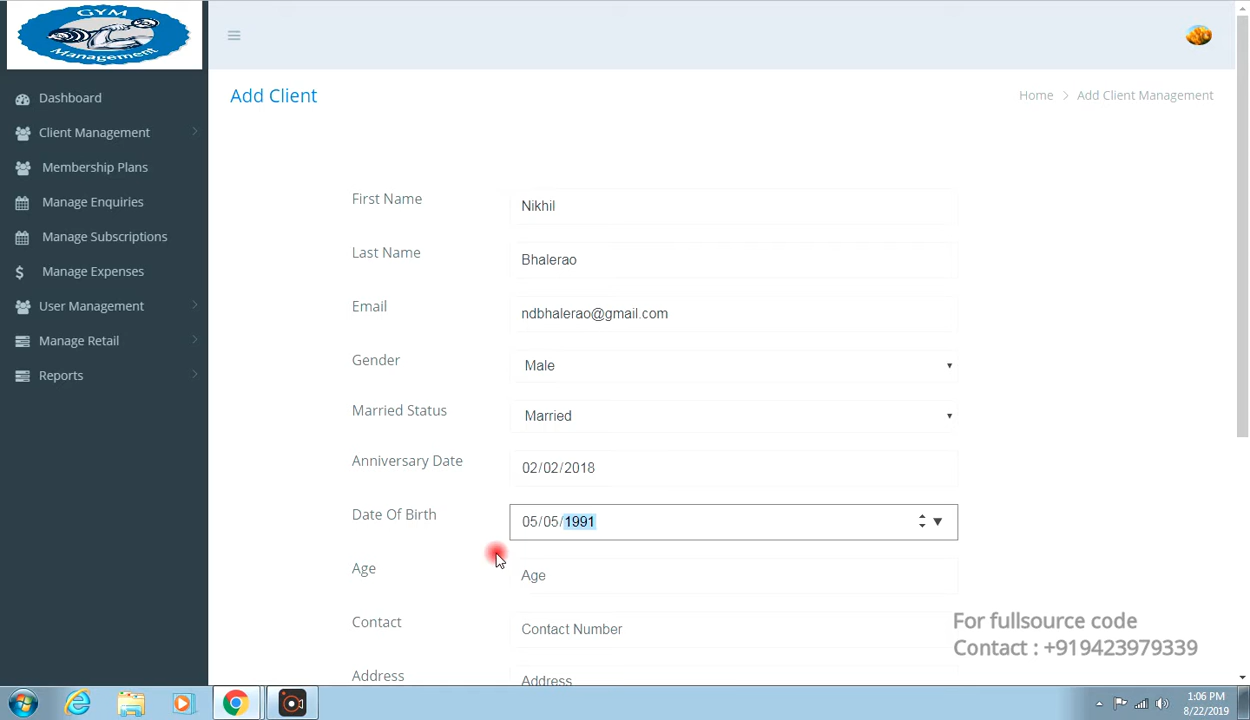 GYM
Management
Dashboard
Client Management
Membership Plans
Manage Enquiries
Manage Subscriptions
$ Manage Expenses
User Management
Manage Retail
Reports
Add Client
Home > Add Client Management
First Name
Nikhil
Last Name
Bhalerao
Email
ndbhalerao@gmail.com
Gender
Male
Married Status
Married
Anniversary Date
02/02/2018
Date Of Birth
05/05/1991
Age
Age
Contact
Contact Number
Address
Address
For fullsource code
Contact : +919423979339
1:06 PM
8/22/2019